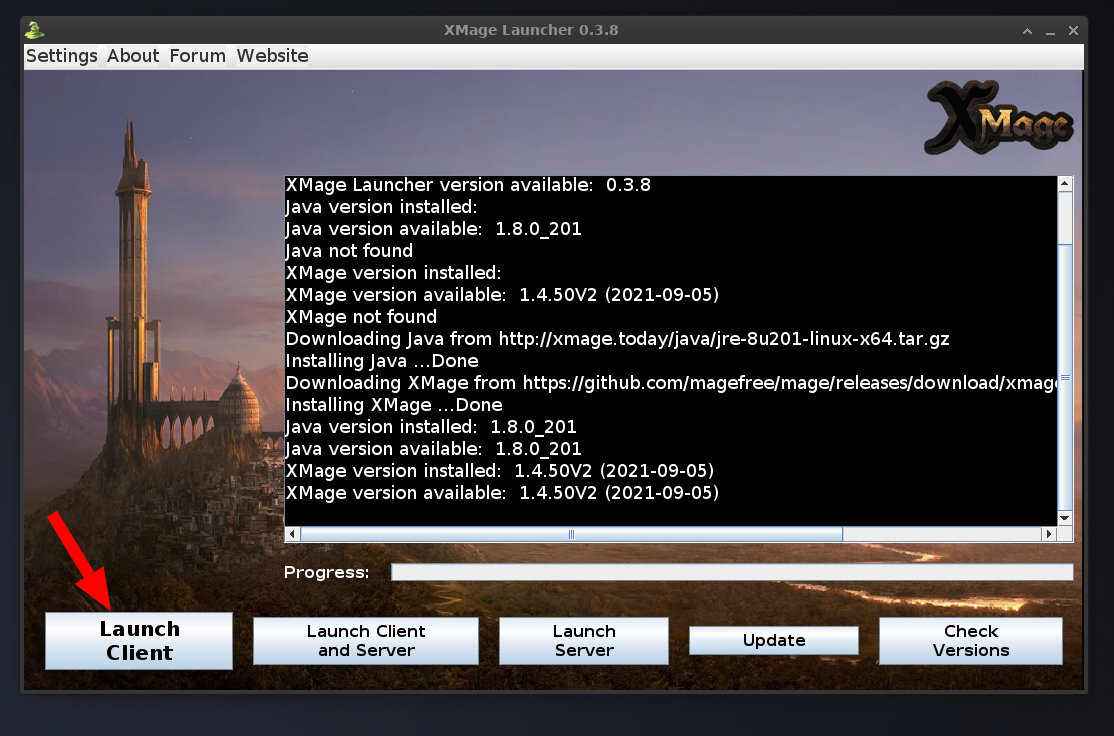 XMage Launcher 0.3.8
Settings About Forum Website
XMage
XMage Launcher version available:  0.3.8
Java version installed:
Java version available:  1.8.0_201
Java not found
XMage version installed:
XMage version available:  1.4.50V2 (2021-09-05)
XMage not found
Downloading Java from http://xmage.today/java/jre-8u201-linux-x64.tar.gz
Installing Java ...Done
Downloading XMage from https://github.com/magefree/mage/releases/download/xmage
Installing XMage ...Done
Java version installed:  1.8.0_201
Java version available:  1.8.0_201
XMage version installed:  1.4.50V2 (2021-09-05)
XMage version available:  1.4.50V2 (2021-09-05)
Progress:
Launch
Client
Launch Client
and Server
Launch
Server
Update
Check
Versions